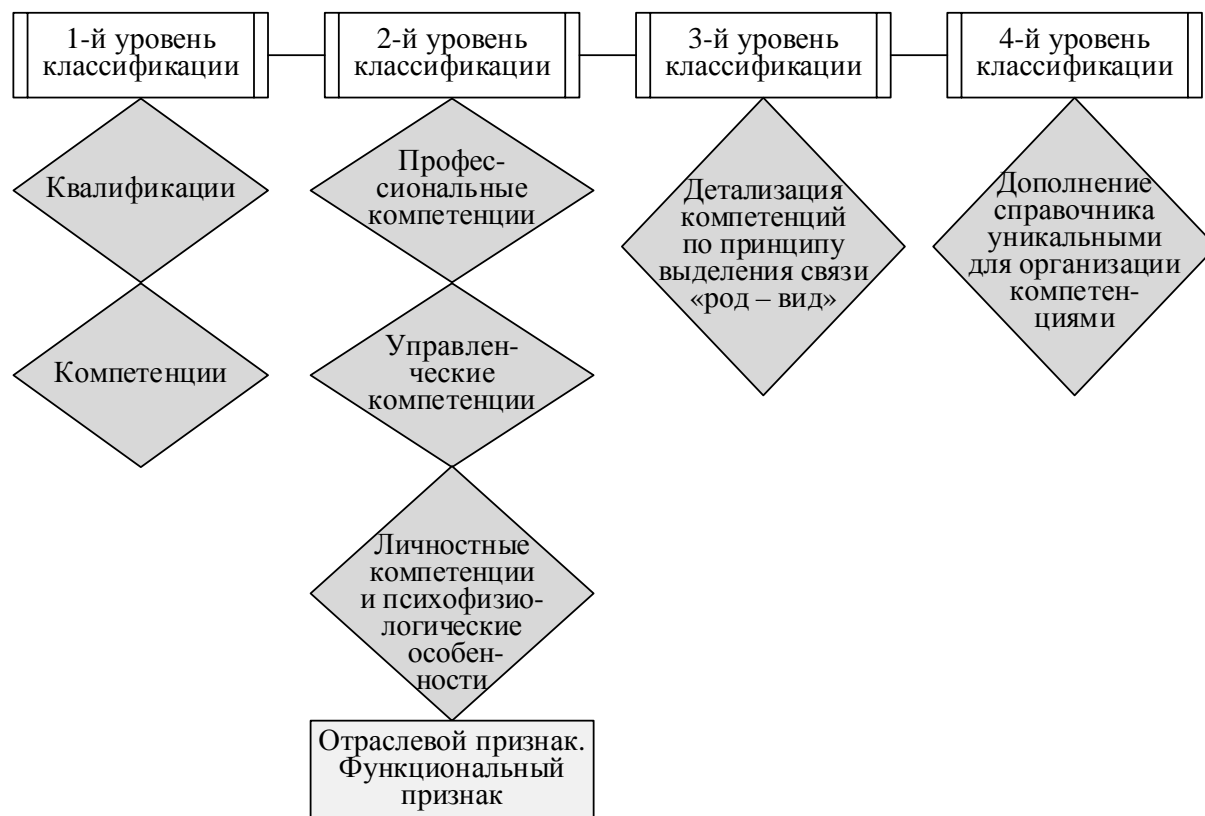 1-й уровень
классификации
2-й уровень
классификации
3-й уровень
классификации
4-й уровень
классификации
Квалификации
Компетенции
Профес-
сиональные
компетенции
Управлен-
ческие
компетенции
Личностные
компетенции
и психофизио-
логические
особен-
ности
Отраслевой признак.
Функциональный
признак
Детализация
компетенций
по принципу
выделения связи
«род – вид»
Дополнение
справочника
уникальными
для организации
компетен-
циями